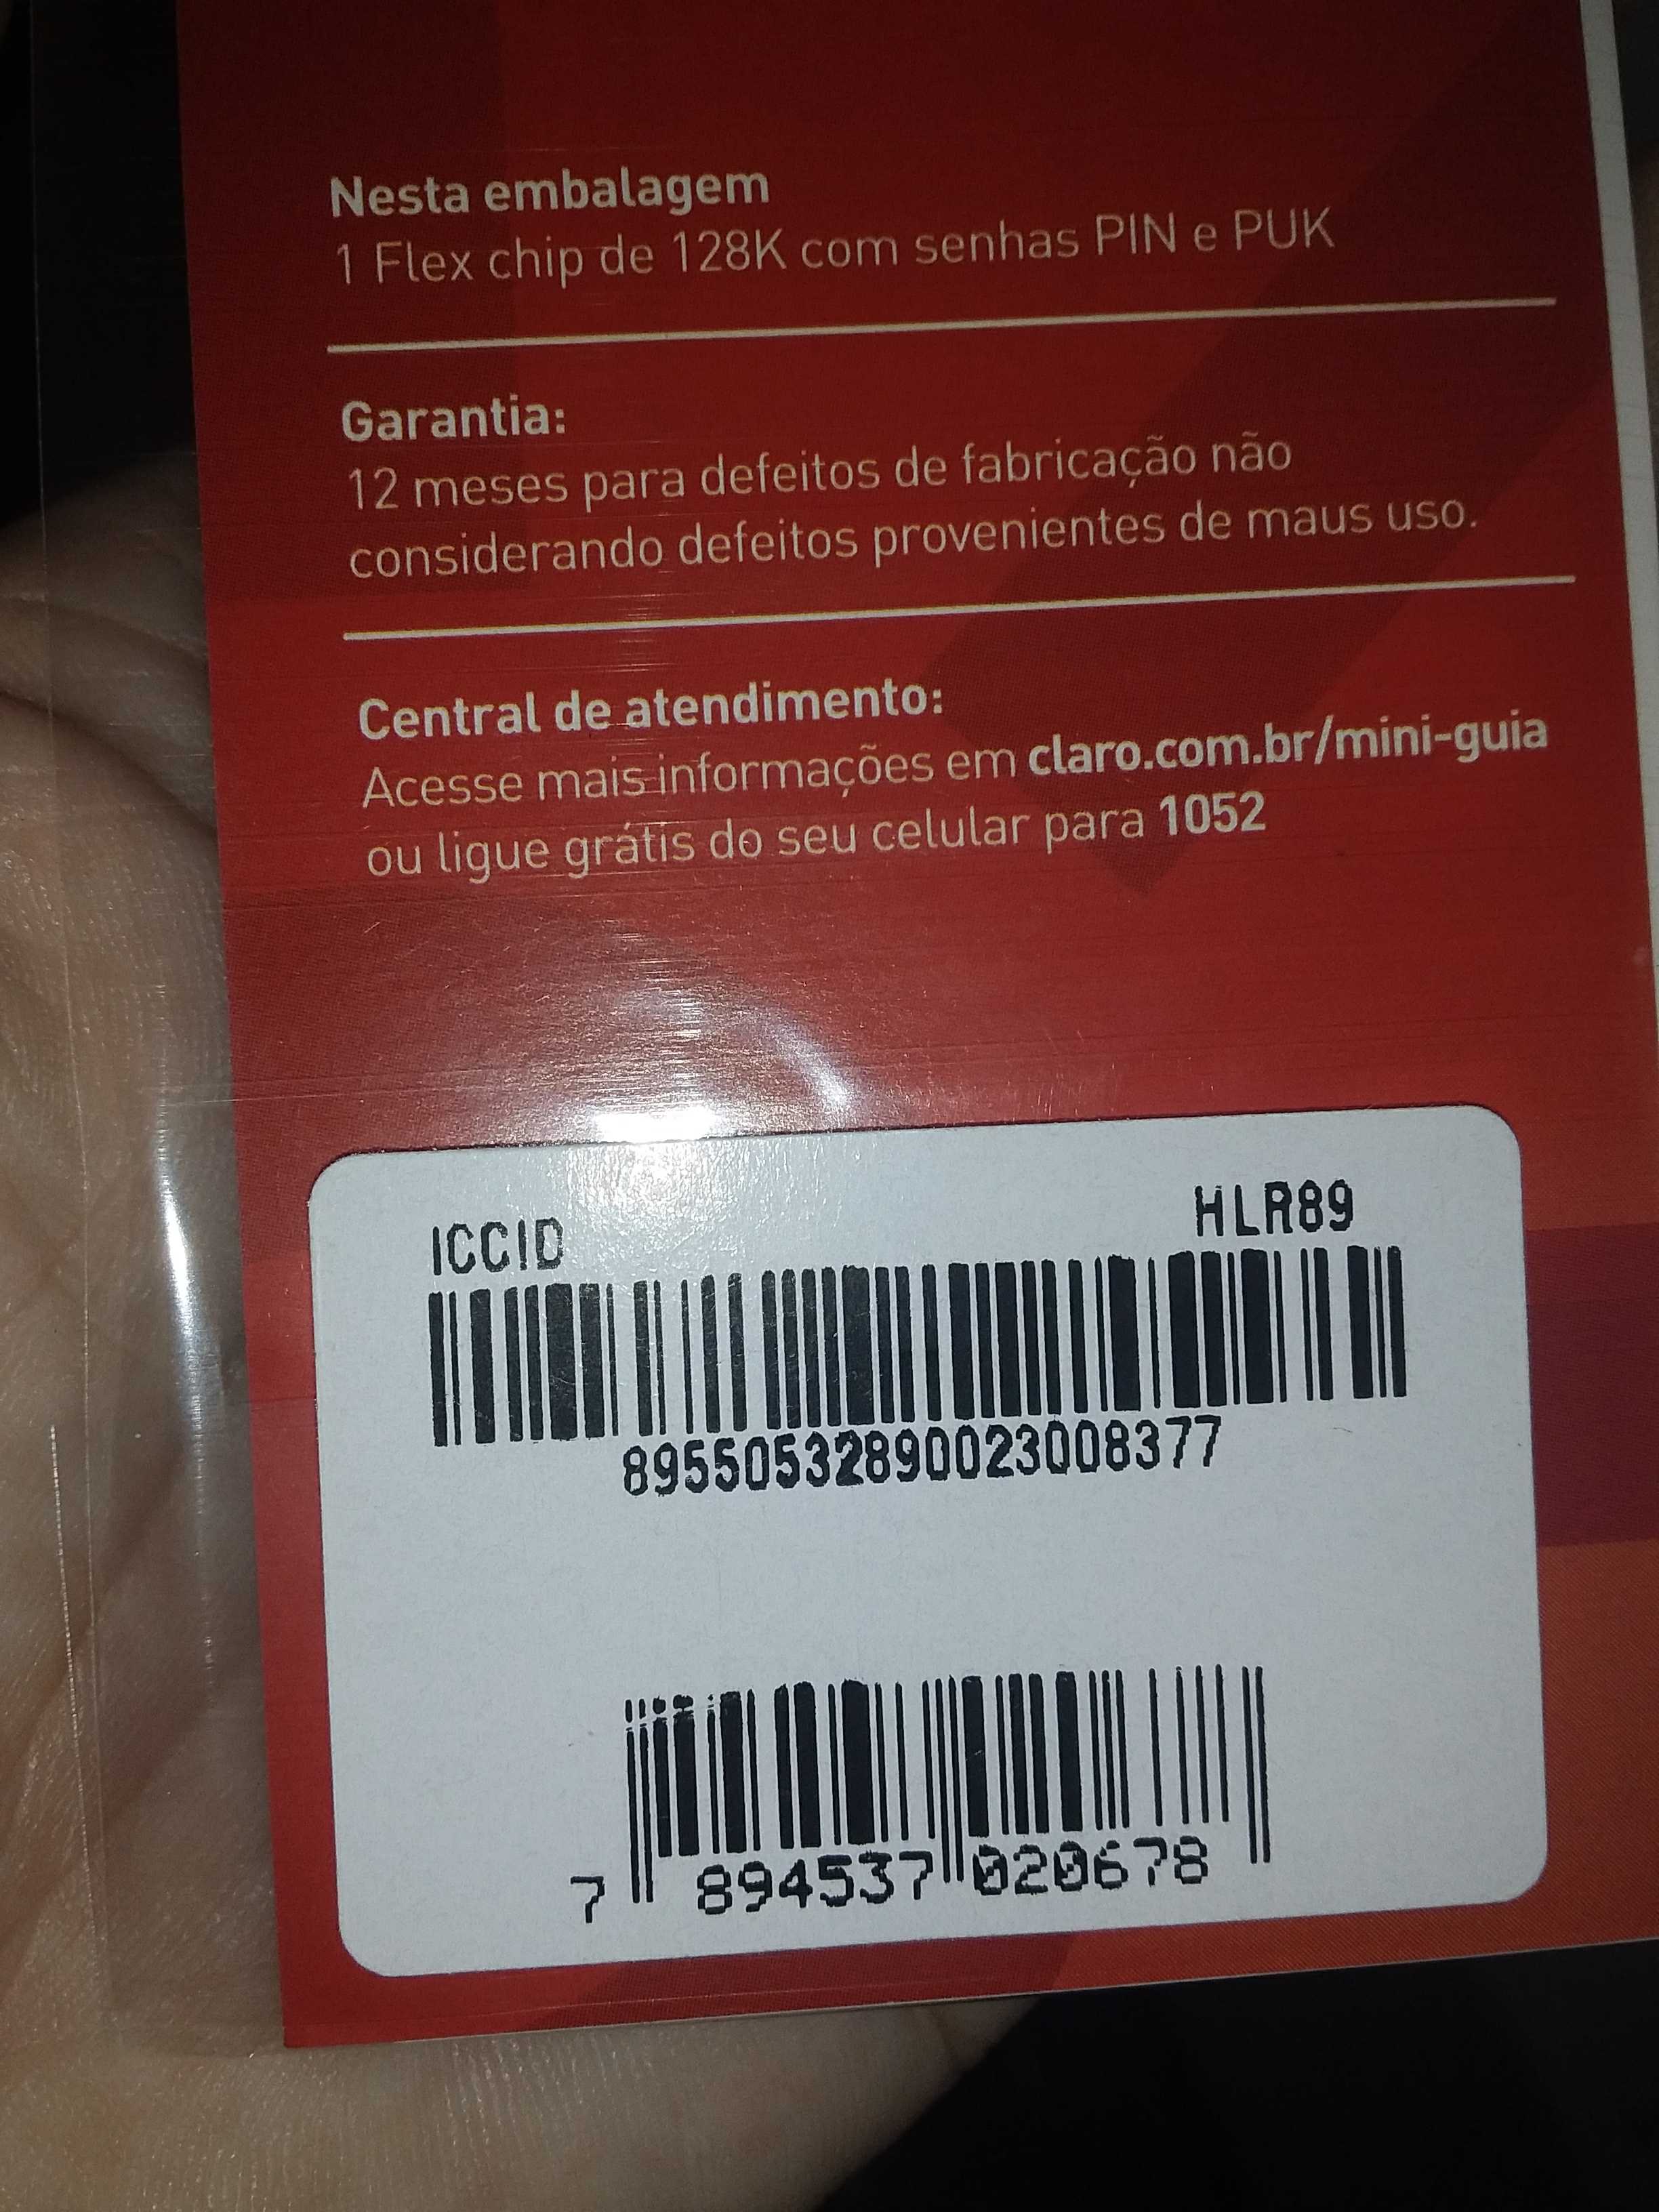 Nesta embalagem
1 Flex chip de 128K com senhas PIN e PUK
Garantia:
12 meses para defeitos de fabricação não
considerando defeitos provenientes de maus uso.
Central de atendimento:
Acesse mais informações em claro.com.br/mini-guia
ou ligue grátis do seu celular para 1052
ICCID HLR89
89550532890023008377
7 894537 020678